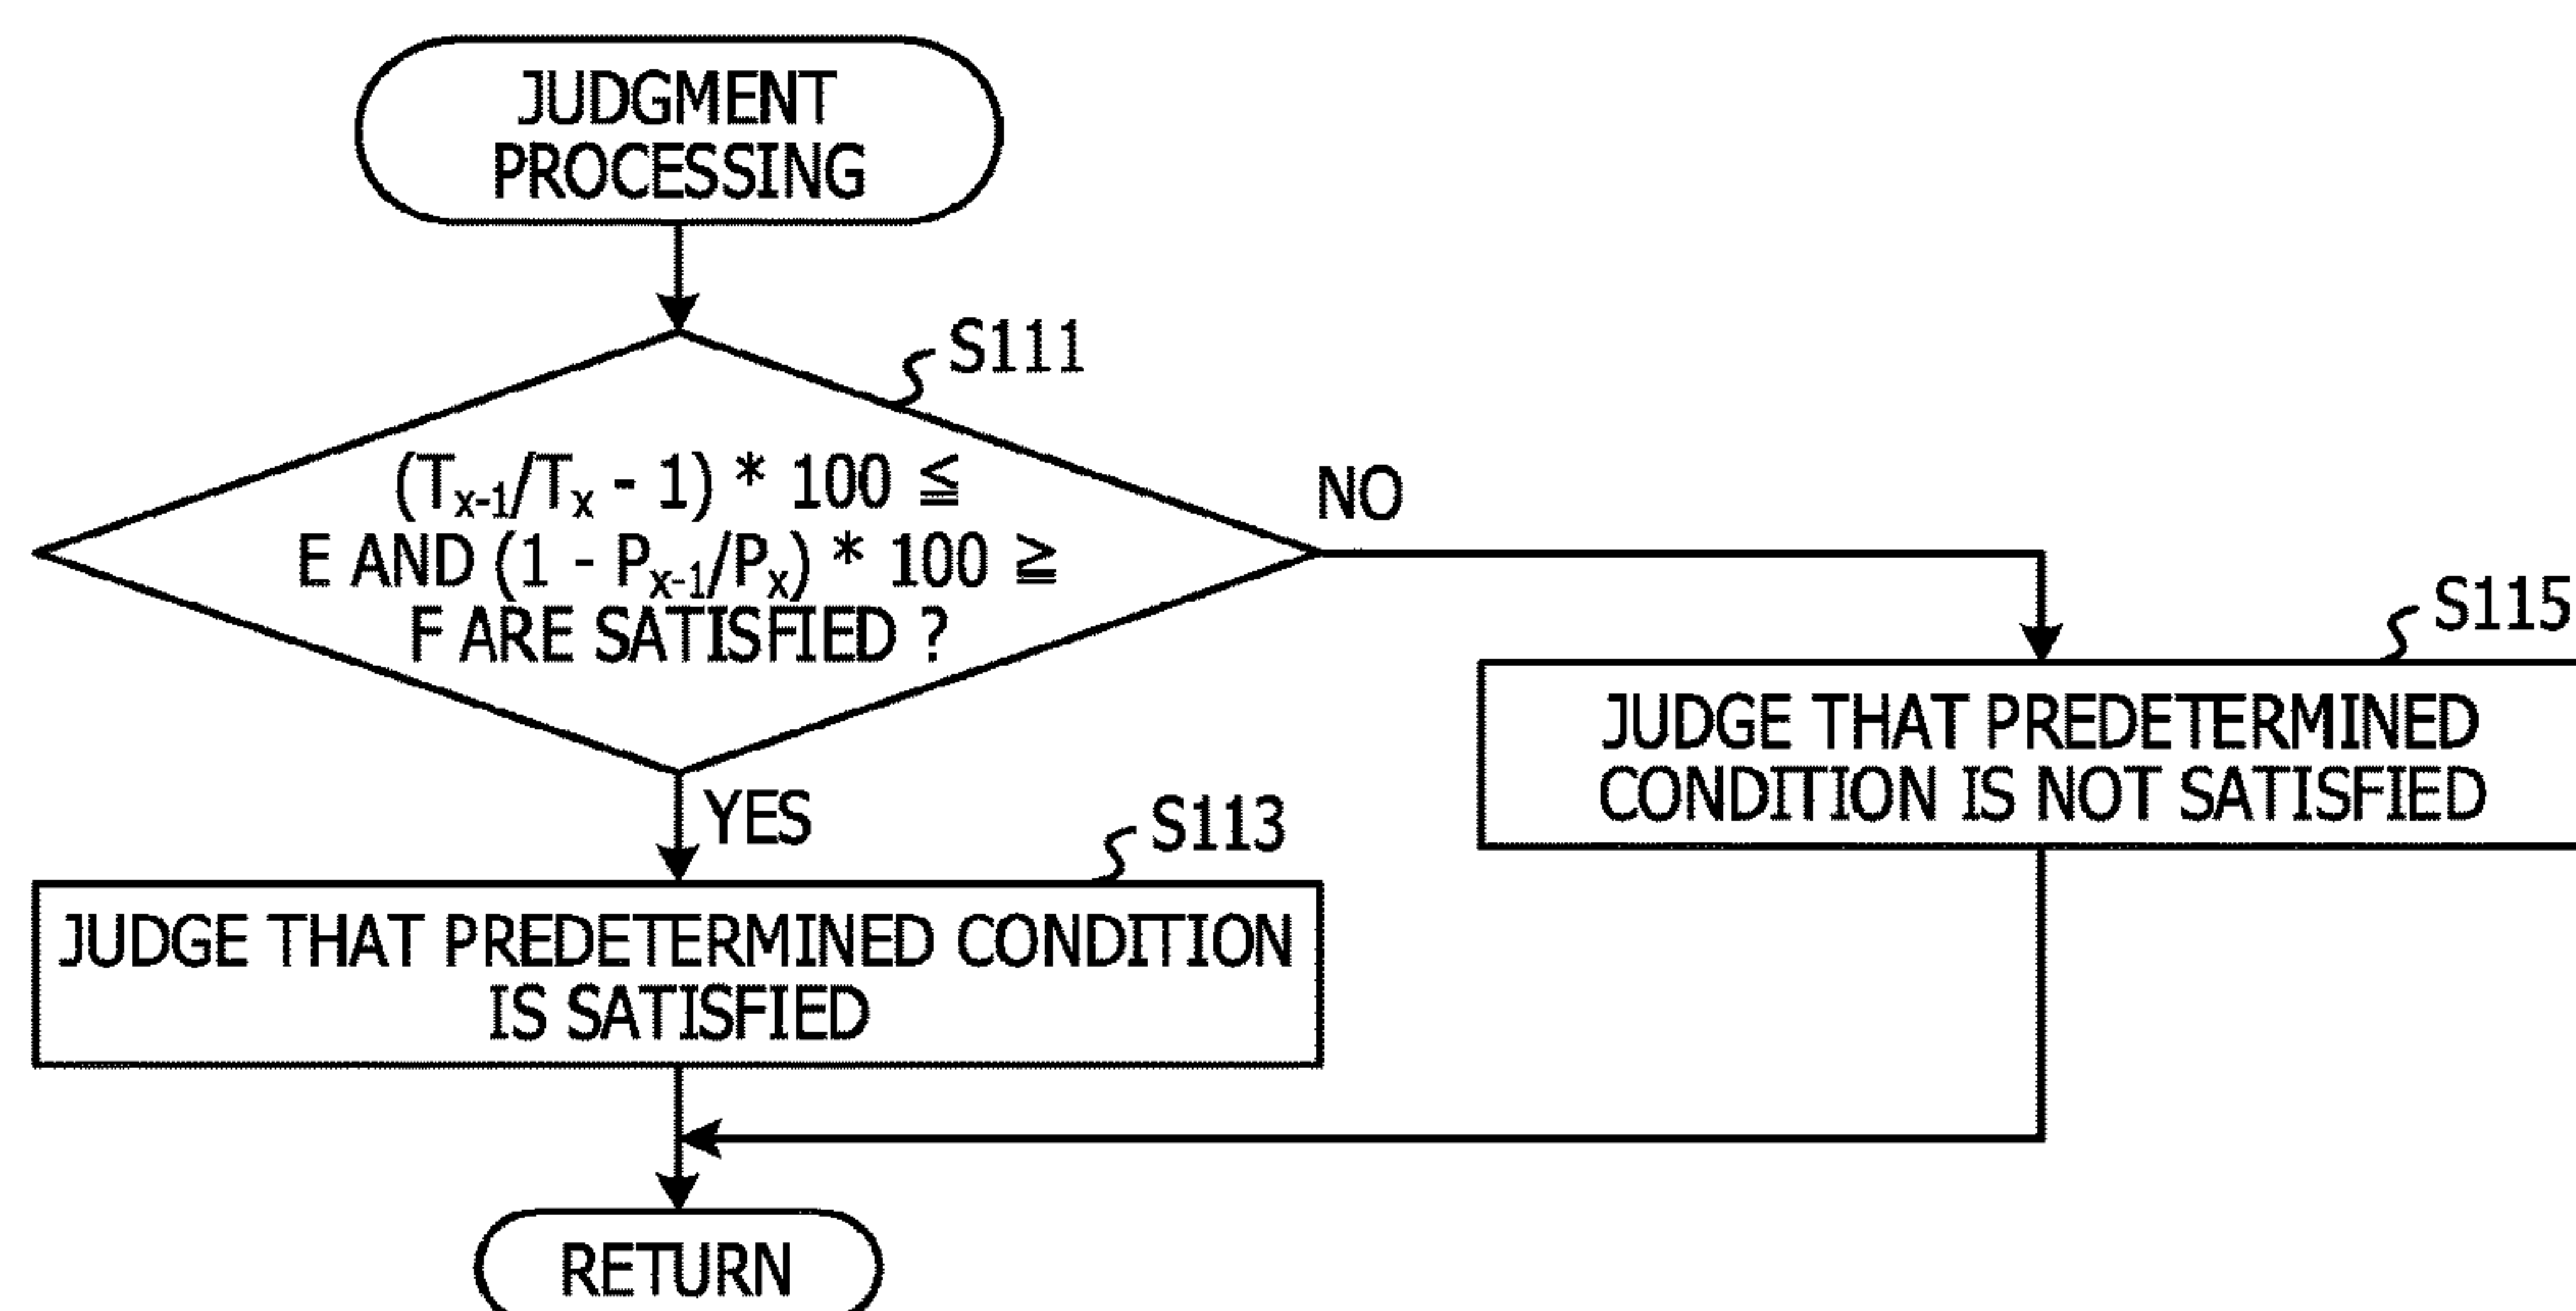 JUDGMENT
PROCESSING
S111
(Tx-1/Tx - 1) * 100 ≦
E AND (1 - Px-1/Px) * 100 ≧
F ARE SATISFIED ?
NO
S115
JUDGE THAT PREDETERMINED
CONDITION IS NOT SATISFIED
YES
S113
JUDGE THAT PREDETERMINED CONDITION
IS SATISFIED
RETURN